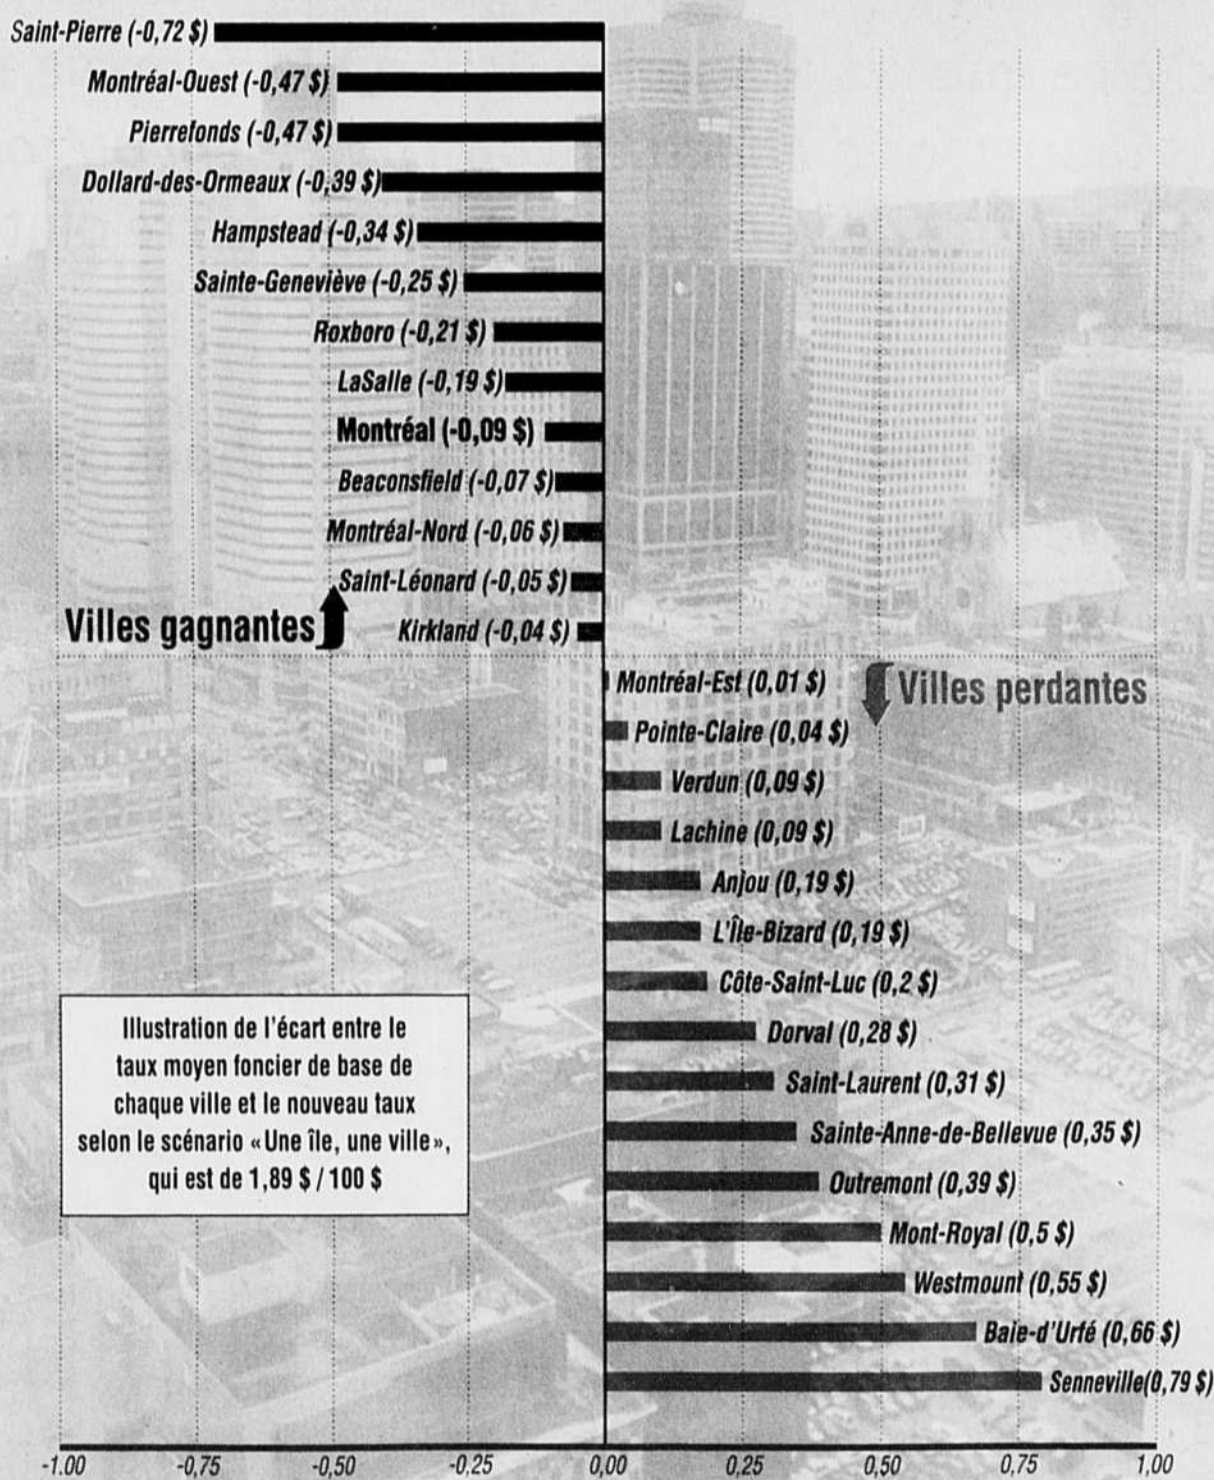 Saint-Pierre (-0,72 $)
Montréal-Ouest (-0,47 $)
Pierrefonds (-0,47 $)
Dollard-des-Ormeaux (-0,39 $)
Hampstead (-0,34 $)
Sainte-Geneviève (-0,25 $)
Roxboro (-0,21 $)
LaSalle (-0,19 $)
Montréal (-0,09 $)
Beaconsfield (-0,07 $)
Montréal-Nord (-0,06 $)
Saint-Léonard (-0,05 $)
Villes gagnantes
Kirkland (-0,04 $)
Montréal-Est (0,01 $)
Villes perdantes
Pointe-Claire (0,04 $)
Verdun (0,09 $)
Lachine (0,09 $)
Anjou (0,19 $)
L'Île-Bizard (0,19 $)
Côte-Saint-Luc (0,2 $)
Dorval (0,28 $)
Saint-Laurent (0,31 $)
Sainte-Anne-de-Bellevue (0,35 $)
Outremont (0,39 $)
Mont-Royal (0,5 $)
Westmount (0,55 $)
Baie-d'Urfé (0,66 $)
Senneville(0,79 $)
Illustration de l'écart entre le
taux moyen foncier de base de
chaque ville et le nouveau taux
selon le scénario «Une île, une ville»,
qui est de 1,89 $ / 100 $
-1.00 -0,75 -0,50 -0,25 0,00 0,25 0,50 0,75 1,00